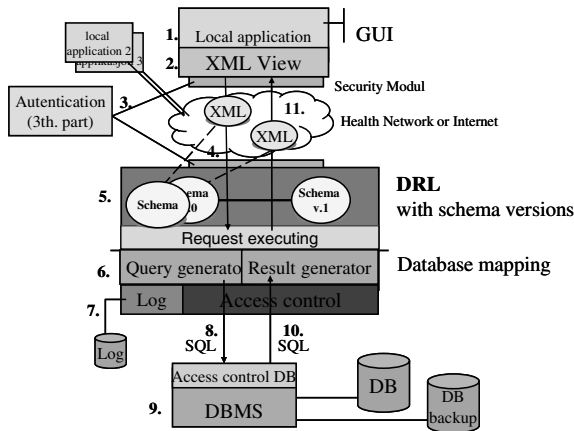 local
application 2
applikasjon 3
1.
Local application
GUI
2.
XML View
Security Modul
Autentication
(3th. part)
3.
XML
11.
XML
Health Network or Internet
4.
5.
Schema
v.1
Schema
DRL
with schema versions
Request executing
6.
Query generato
Result generator
Database mapping
7.
Log
Access control
Log
8.
SQL
10.
SQL
Access control DB
9.
DBMS
DB
DB
backup